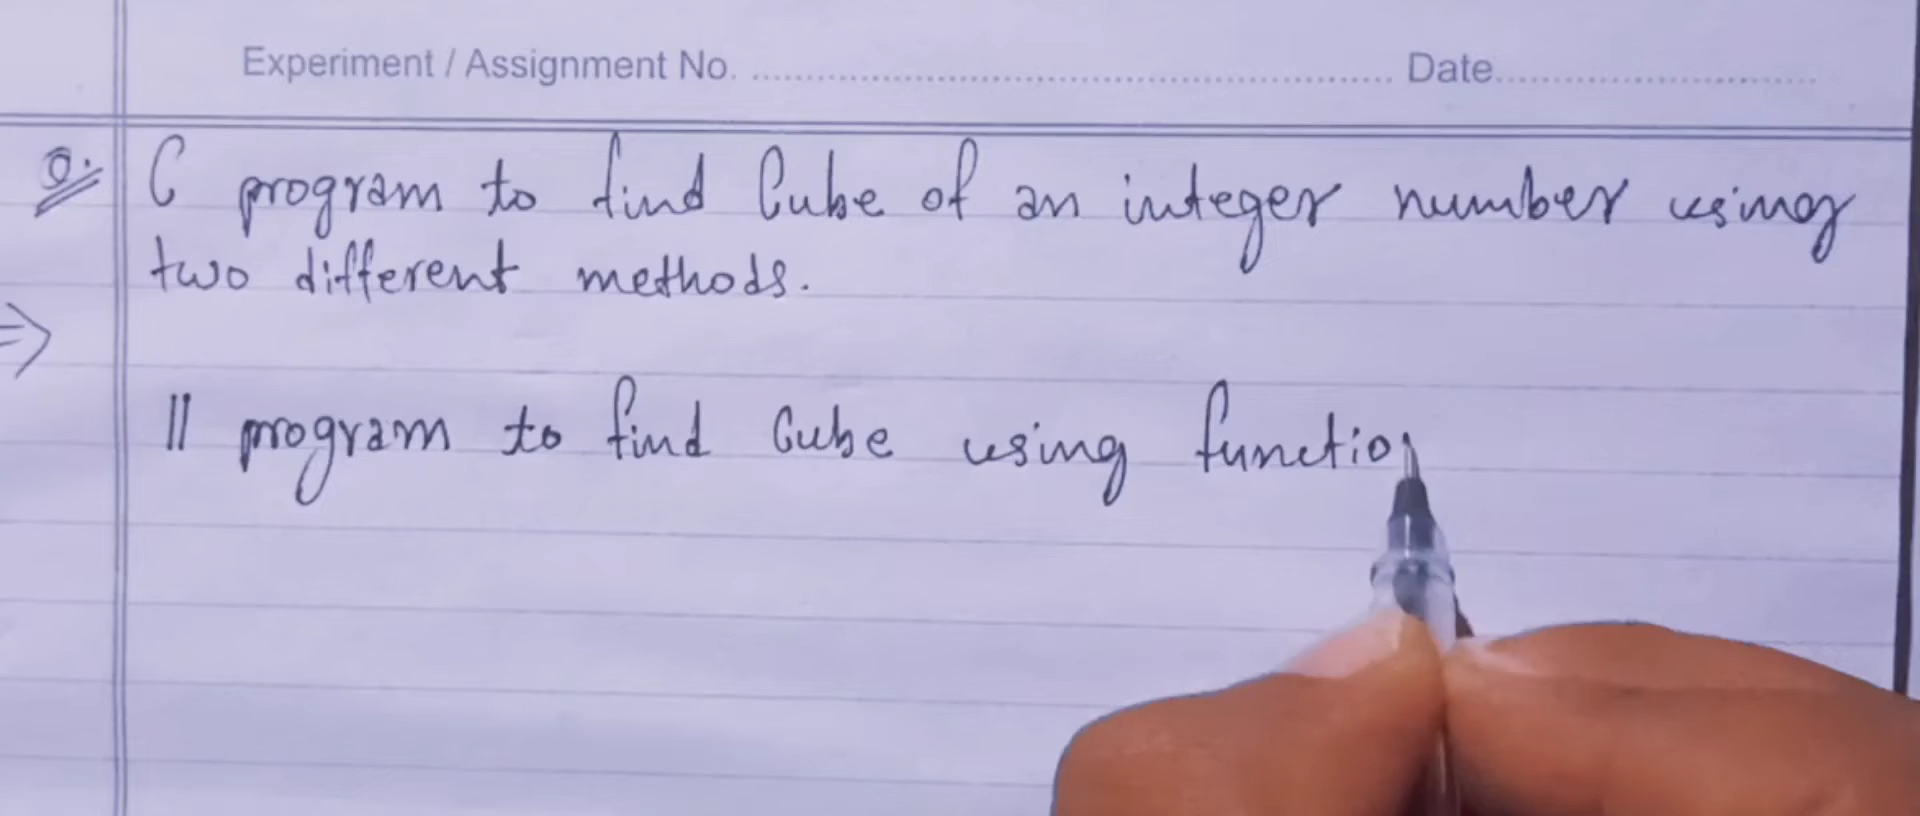 Experiment / Assignment No. ........................ Date........................
Q. C program to find Cube of an integer number using
two different methods.
⇒
// program to find Cube using functio